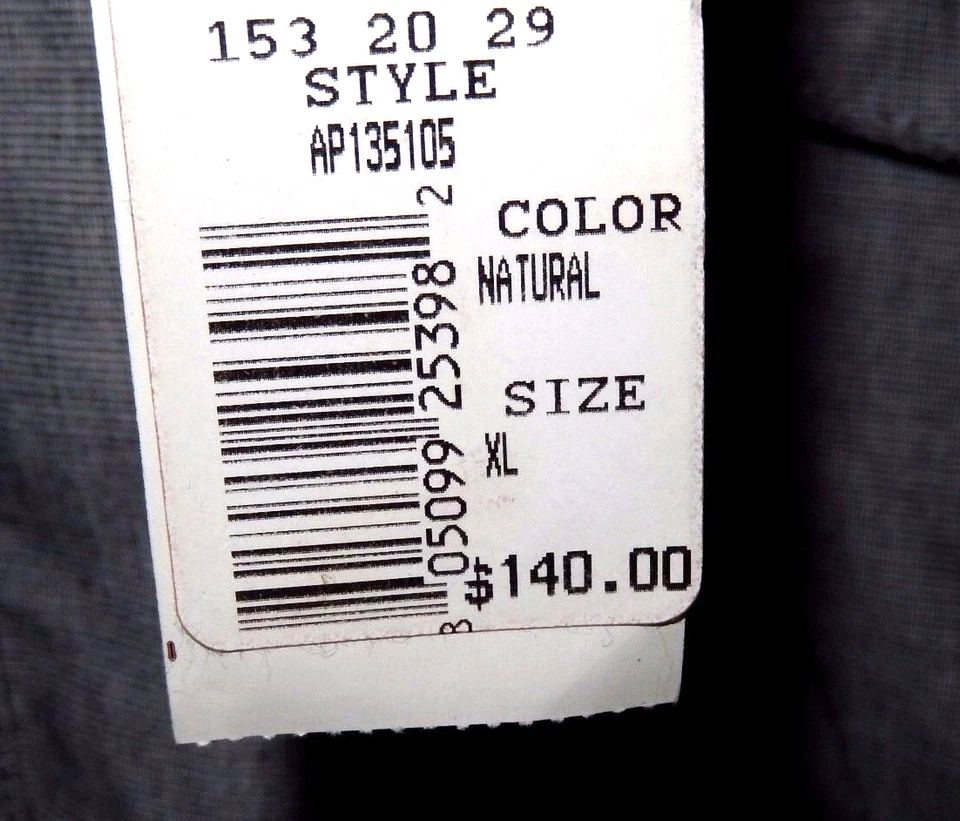 153 20 29
STYLE
AP135105
COLOR
NATURAL
SIZE
XL
$140.00
8 05099 25398 2